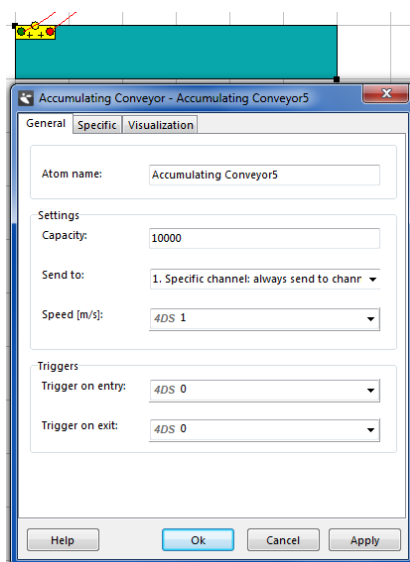 Accumulating Conveyor - Accumulating Conveyor5
General Specific Visualization
Atom name: Accumulating Conveyor5
Settings
Capacity: 10000
Send to: 1. Specific channel: always send to chanr
Speed [m/s]: 4DS 1
Triggers
Trigger on entry: 4DS 0
Trigger on exit: 4DS 0
Help Ok Cancel Apply